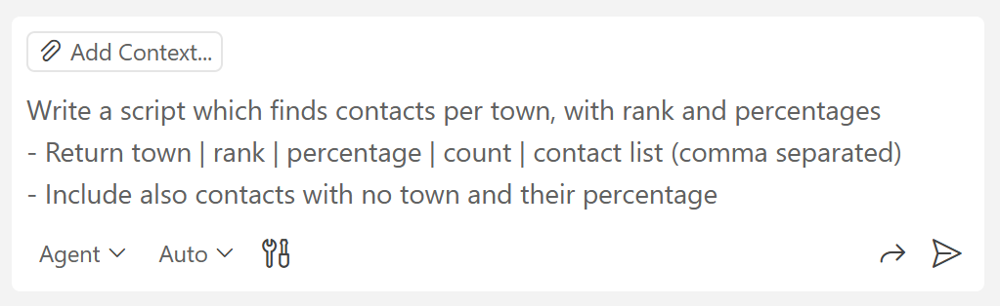 Add Context...
Write a script which finds contacts per town, with rank and percentages
- Return town | rank | percentage | count | contact list (comma separated)
- Include also contacts with no town and their percentage
Agent Auto